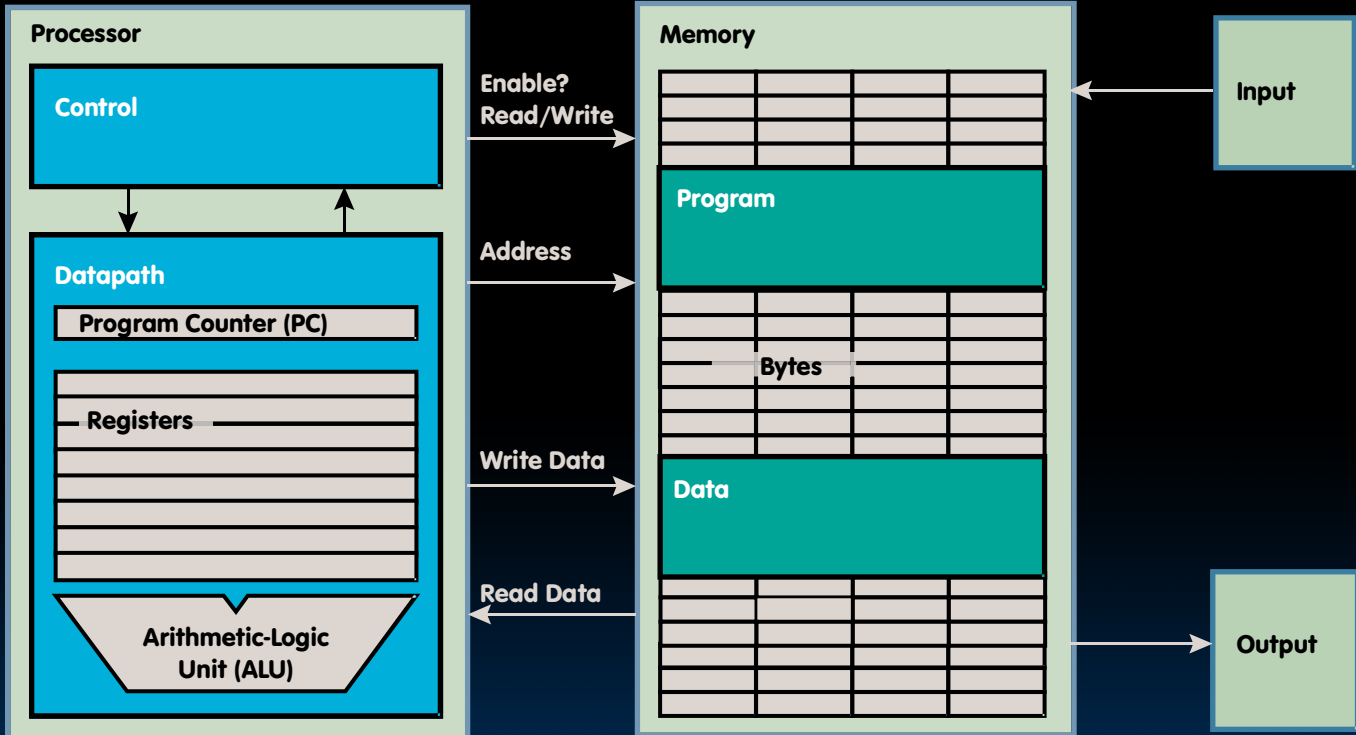 Processor
Control
Datapath
Program Counter (PC)
Registers
Arithmetic-Logic
Unit (ALU)
Enable?
Read/Write
Address
Write Data
Read Data
Memory
Program
Bytes
Data
Input
Output